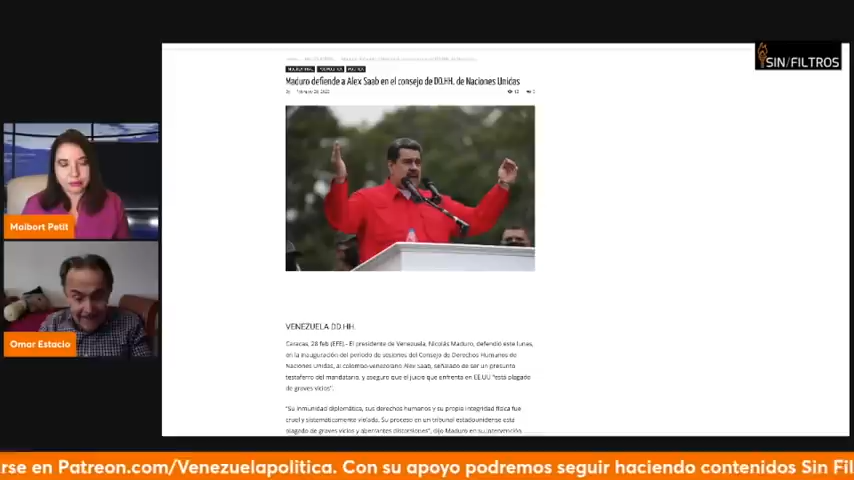 SIN/FILTROS
Maduro defiende a Alex Saab en el consejo de DD.HH. de Naciones Unidas
Maibort Petit
Omar Estacio
VENEZUELA DD.HH.
Caracas, 28 feb (EFE).- El presidente de Venezuela, Nicolás Maduro, defendió este lunes,
en la inauguración del periodo de sesiones del Consejo de Derechos Humanos de
Naciones Unidas, al colombo-venezolano Alex Saab, señalado de ser un presunto
testaferro del mandatario, y aseguró que el juicio que enfrenta en EE.UU "está plagado
de graves vicios".
"Su inmunidad diplomática, sus derechos humanos y su propia integridad física fue
cruel y sistemáticamente violada. Su proceso en un tribunal estadounidense está
plagado de graves vicios y aberrantes distorsiones", dijo Maduro en su intervención
rse en Patreon.com/Venezuelapolitica. Con su apoyo podremos seguir haciendo contenidos Sin Fil